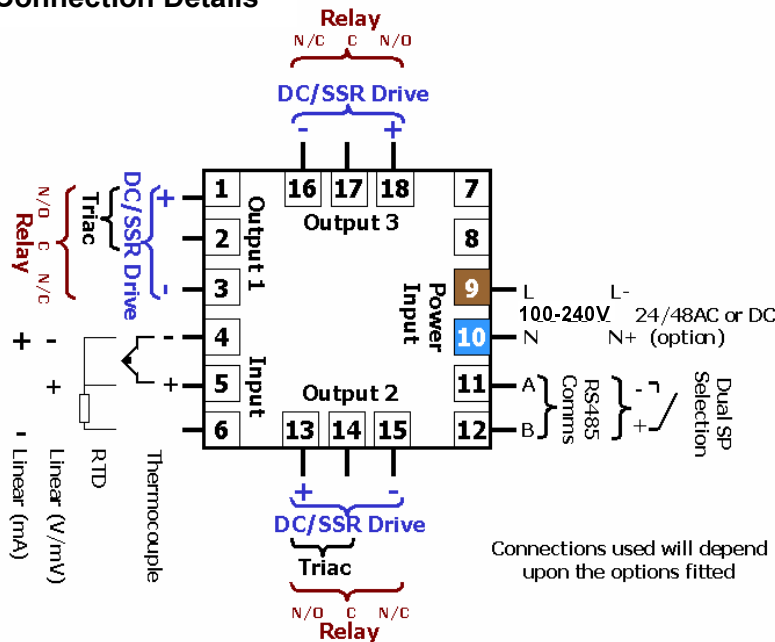 Connection Details
Relay
N/C C N/O
DC/SSR Drive
- +
16 17 18
Output 3
1
2
3
4
5
6
Output 1
Input
+ DC/SSR Drive -
Triac
N/O C N/C
Relay
- +
Thermocouple
RTD
- + Linear (V/mV)
+ - Linear (mA)
7
8
9
10
11
12
Power
Input
L L-
100-240V 24/48AC or DC
N N+ (option)
A
B
RS485
Comms
-
+
Dual SP
Selection
Output 2
13 14 15
+ -
DC/SSR Drive
Triac
N/O C N/C
Relay
Connections used will depend
upon the options fitted